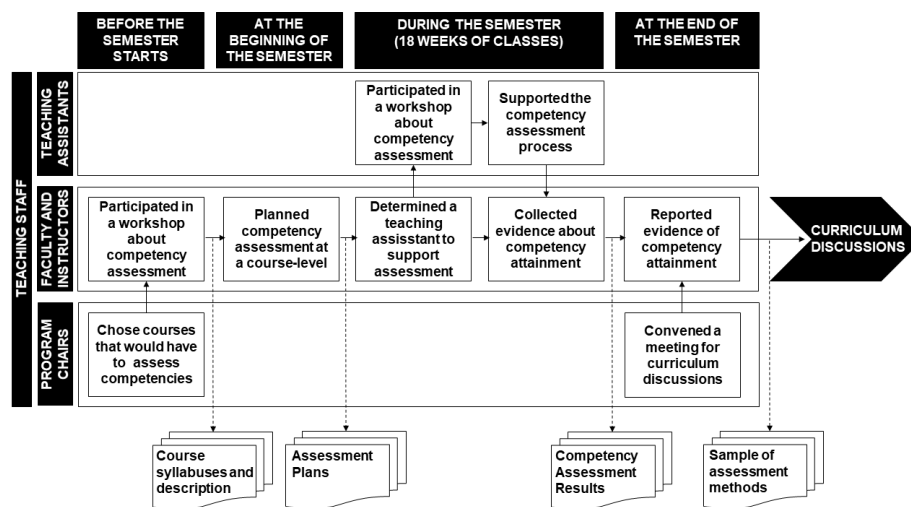 BEFORE THE
SEMESTER
STARTS
AT THE
BEGINNING OF
THE SEMESTER
DURING THE SEMESTER
(18 WEEKS OF CLASSES)
AT THE END OF
THE SEMESTER
TEACHING STAFF
TEACHING
ASSISTANTS
Participated in
a workshop
about
competency
assessment
Supported the
competency
assessment
process
FACULTY AND
INSTRUCTORS
Participated
in a workshop
about
competency
assessment
Planned
competency
assessment at
a course-level
Determined a
teaching
assisstant to
support
assessment
Collected
evidence about
competency
attainment
Reported
evidence of
competency
attainment
CURRICULUM
DISCUSSIONS
PROGRAM
CHAIRS
Chose courses
that would have
to assess
competencies
Convened a
meeting for
curriculum
discussions
Course
syllabuses and
description
Assessment
Plans
Competency
Assessment
Results
Sample of
assessment
methods